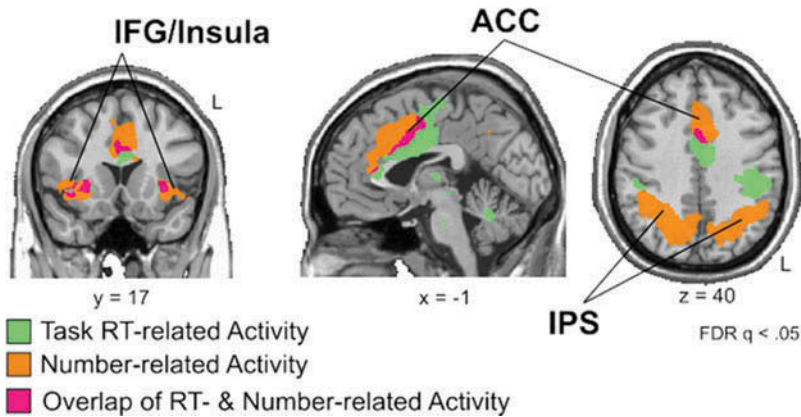 IFG/Insula
ACC
L
L
y = 17
x = -1
z = 40
IPS
FDR q < .05
Task RT-related Activity
Number-related Activity
Overlap of RT- & Number-related Activity